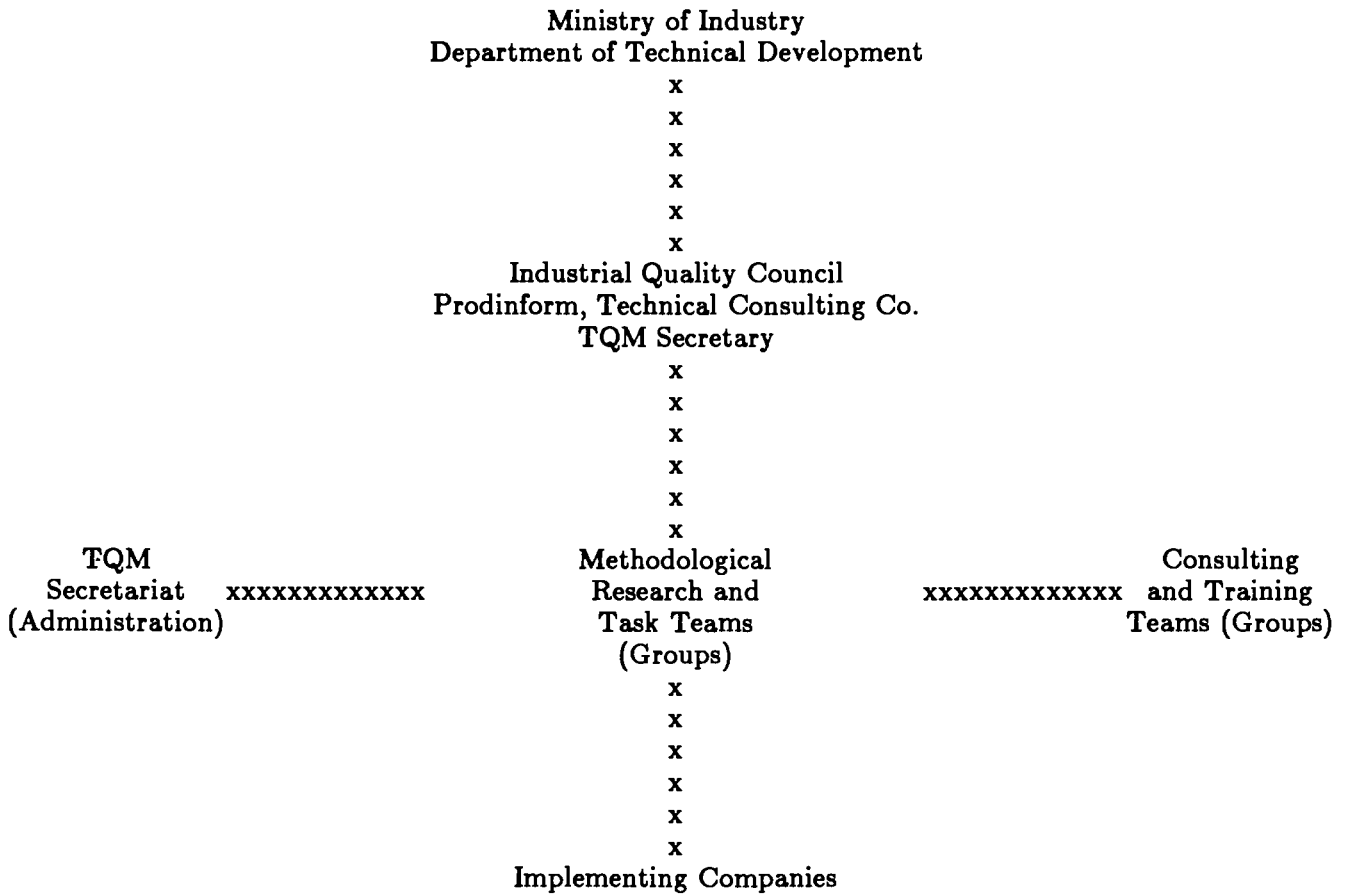 Ministry of Industry
Department of Technical Development
x
x
x
x
x
x
Industrial Quality Council
Prodinform, Technical Consulting Co.
TQM Secretary
x
x
x
x
x
x
TQM Methodological Consulting
Secretariat xxxxxxxxxxxxx Research and xxxxxxxxxxxxx and Training
(Administration) Task Teams Teams (Groups)
(Groups)
x
x
x
x
x
x
Implementing Companies